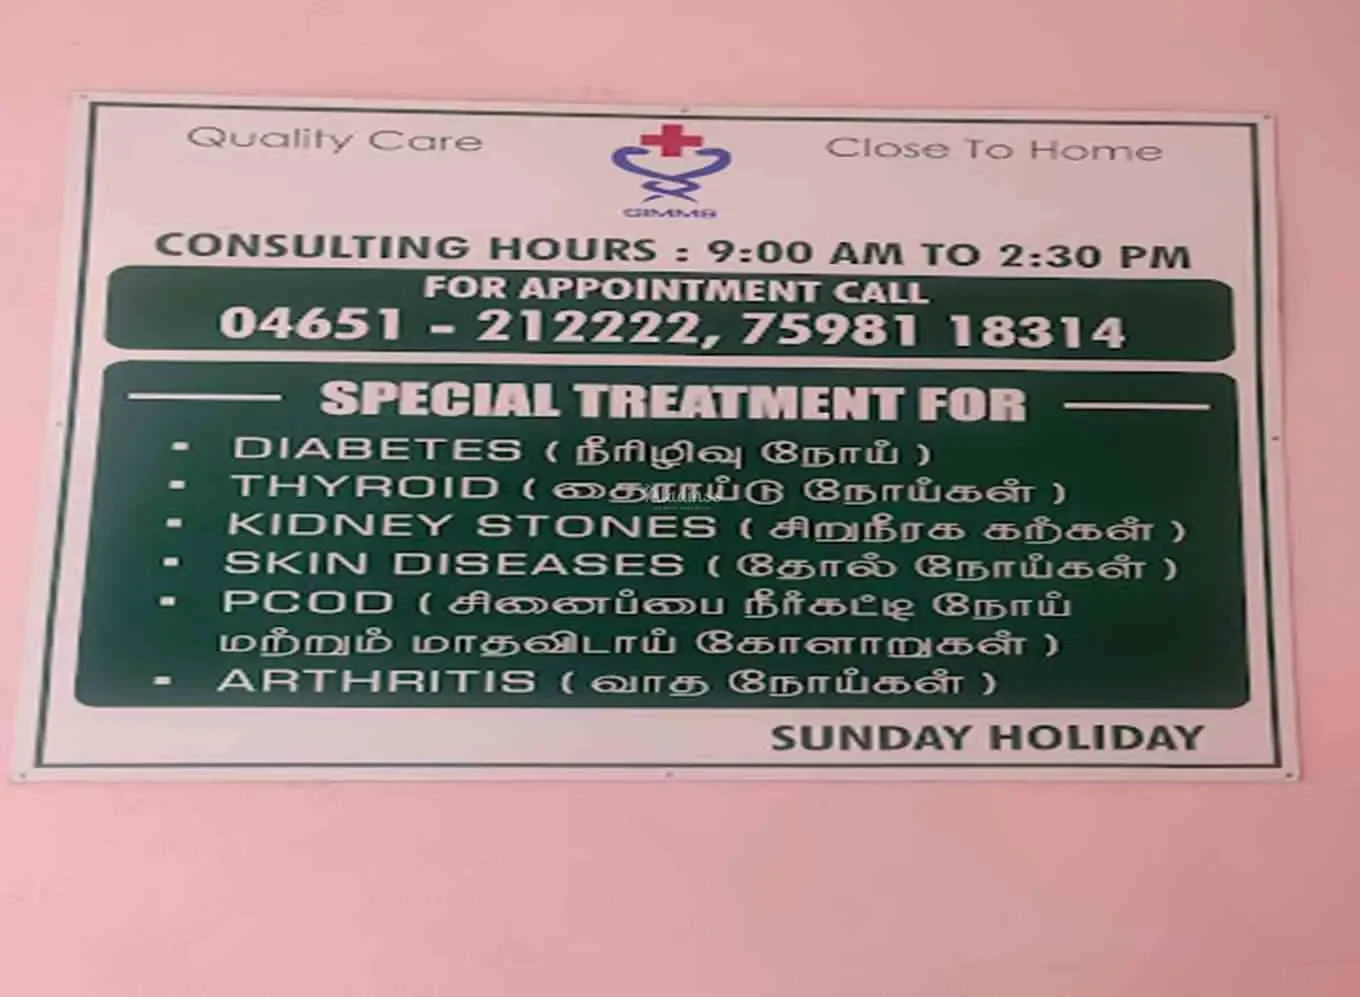 Quality Care
Close To Home
GIMMS
CONSULTING HOURS : 9:00 AM TO 2:30 PM
FOR APPOINTMENT CALL
04651 - 212222, 75981 18314
SPECIAL TREATMENT FOR
▪ DIABETES ( நீரிழிவு நோய் )
▪ THYROID ( தைராய்டு நோய்கள் )
▪ KIDNEY STONES ( சிறுநீரக கற்கள் )
▪ SKIN DISEASES ( தோல் நோய்கள் )
▪ PCOD ( சினைப்பை நீர்கட்டி நோய்
மற்றும் மாதவிடாய் கோளாறுகள் )
▪ ARTHRITIS ( வாத நோய்கள் )
SUNDAY HOLIDAY